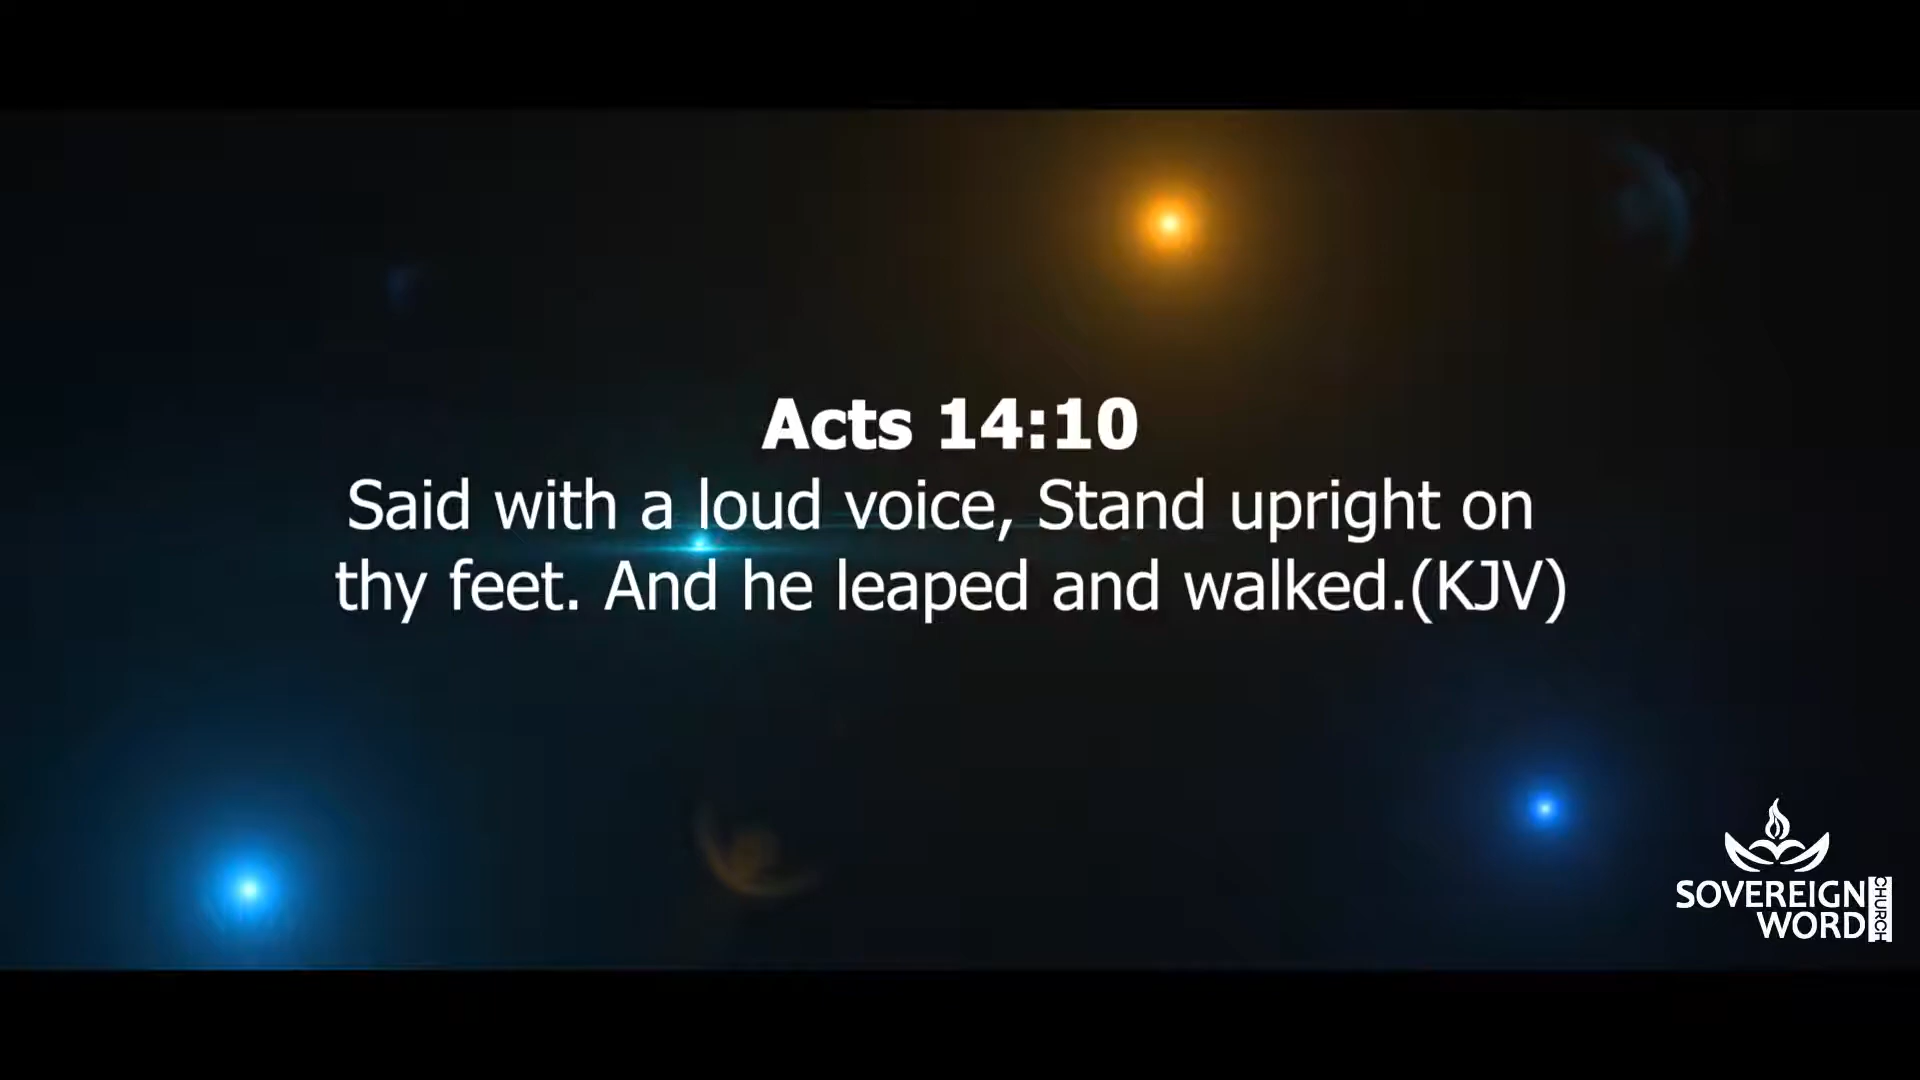 Acts 14:10
Said with a loud voice, Stand upright on
thy feet. And he leaped and walked.(KJV)
SOVEREIGN
WORD
CHURCH